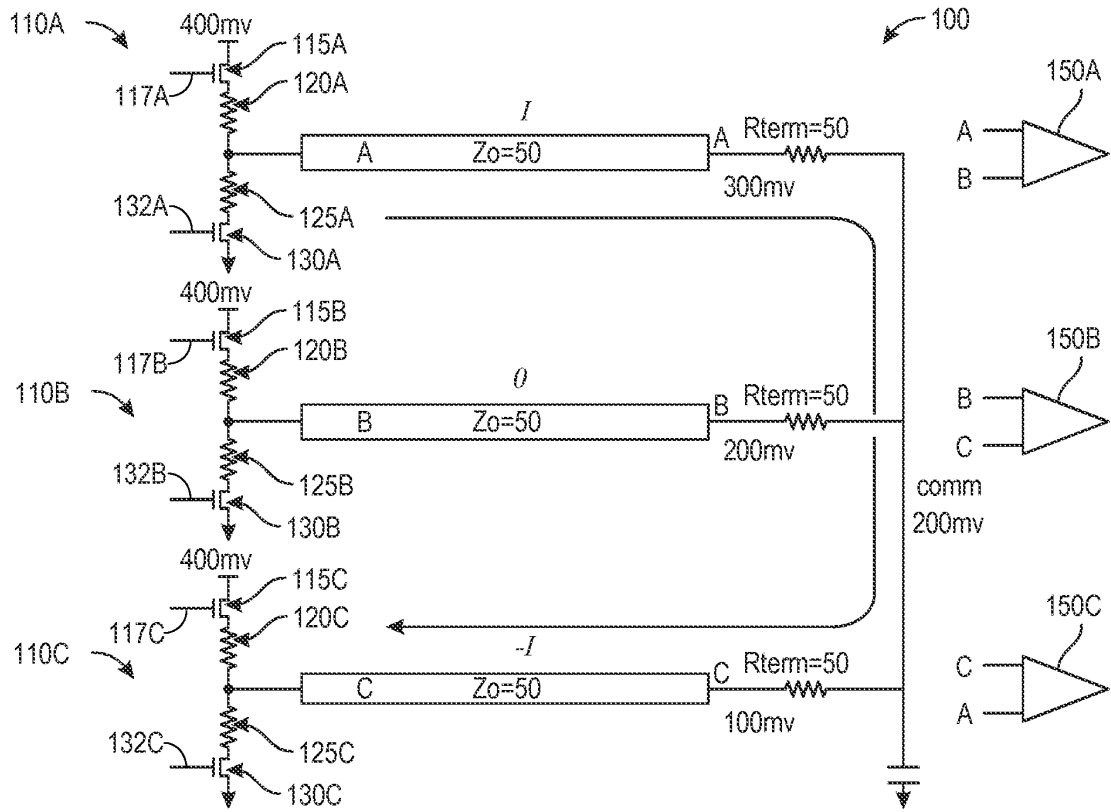 110A
400mv
115A
100
120A
117A
150A
I
A
Zo=50
A
Rterm=50
A
B
300mv
132A
125A
130A
400mv
115B
117B
120B
150B
110B
0
B
Zo=50
B
Rterm=50
B
C
200mv
132B
125B
comm
200mv
130B
400mv
115C
117C
120C
150C
110C
-I
C
Zo=50
C
Rterm=50
C
A
100mv
132C
125C
130C